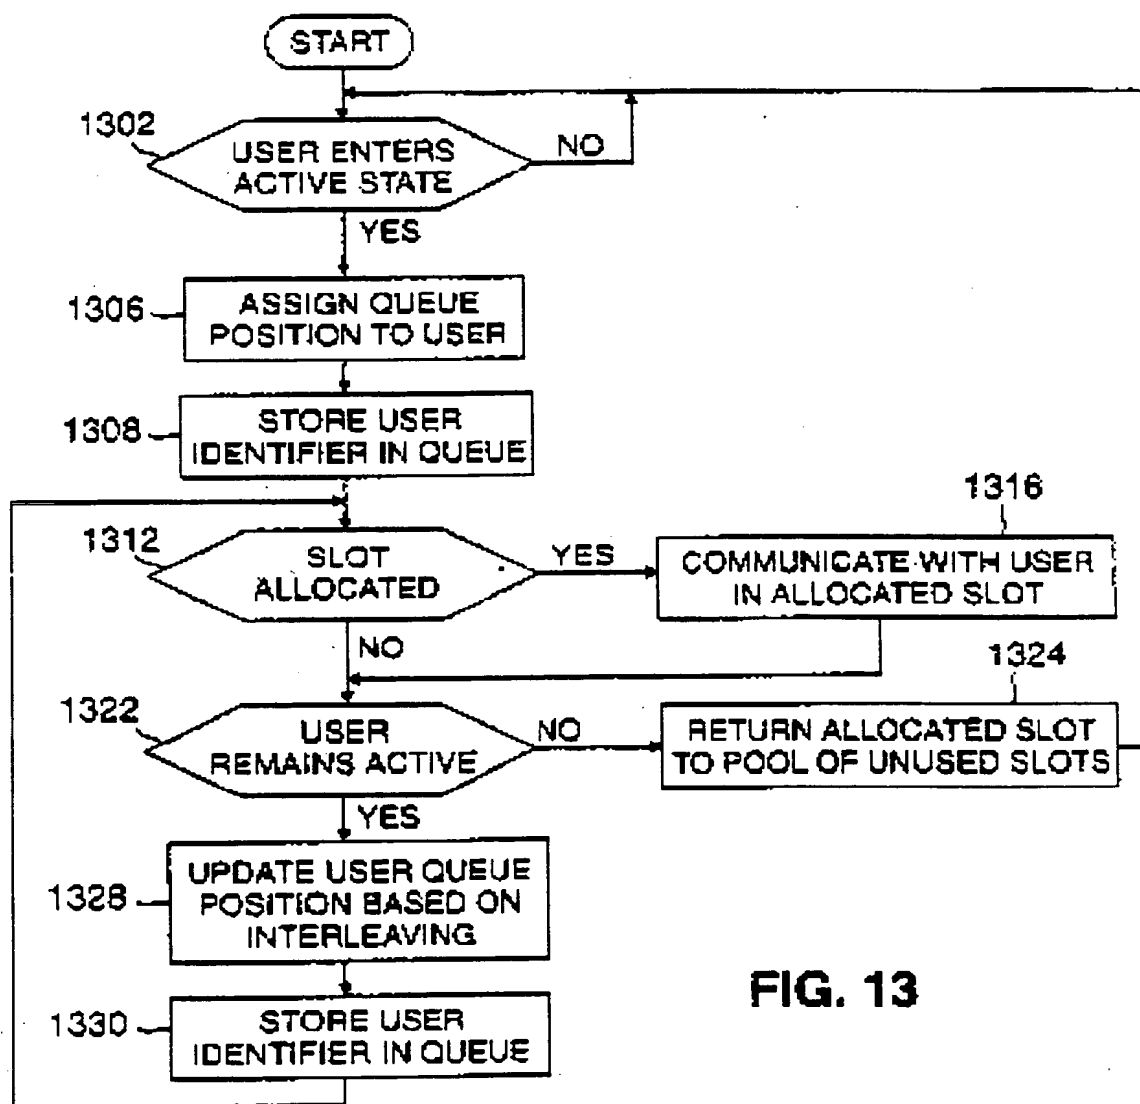 START
1302
USER ENTERS
ACTIVE STATE
NO
YES
1306
ASSIGN QUEUE
POSITION TO USER
1308
STORE USER
IDENTIFIER IN QUEUE
1312
SLOT
ALLOCATED
YES
1316
COMMUNICATE WITH USER
IN ALLOCATED SLOT
NO
1322
USER
REMAINS ACTIVE
NO
1324
RETURN ALLOCATED SLOT
TO POOL OF UNUSED SLOTS
YES
1328
UPDATE USER QUEUE
POSITION BASED ON
INTERLEAVING
1330
STORE USER
IDENTIFIER IN QUEUE
FIG. 13